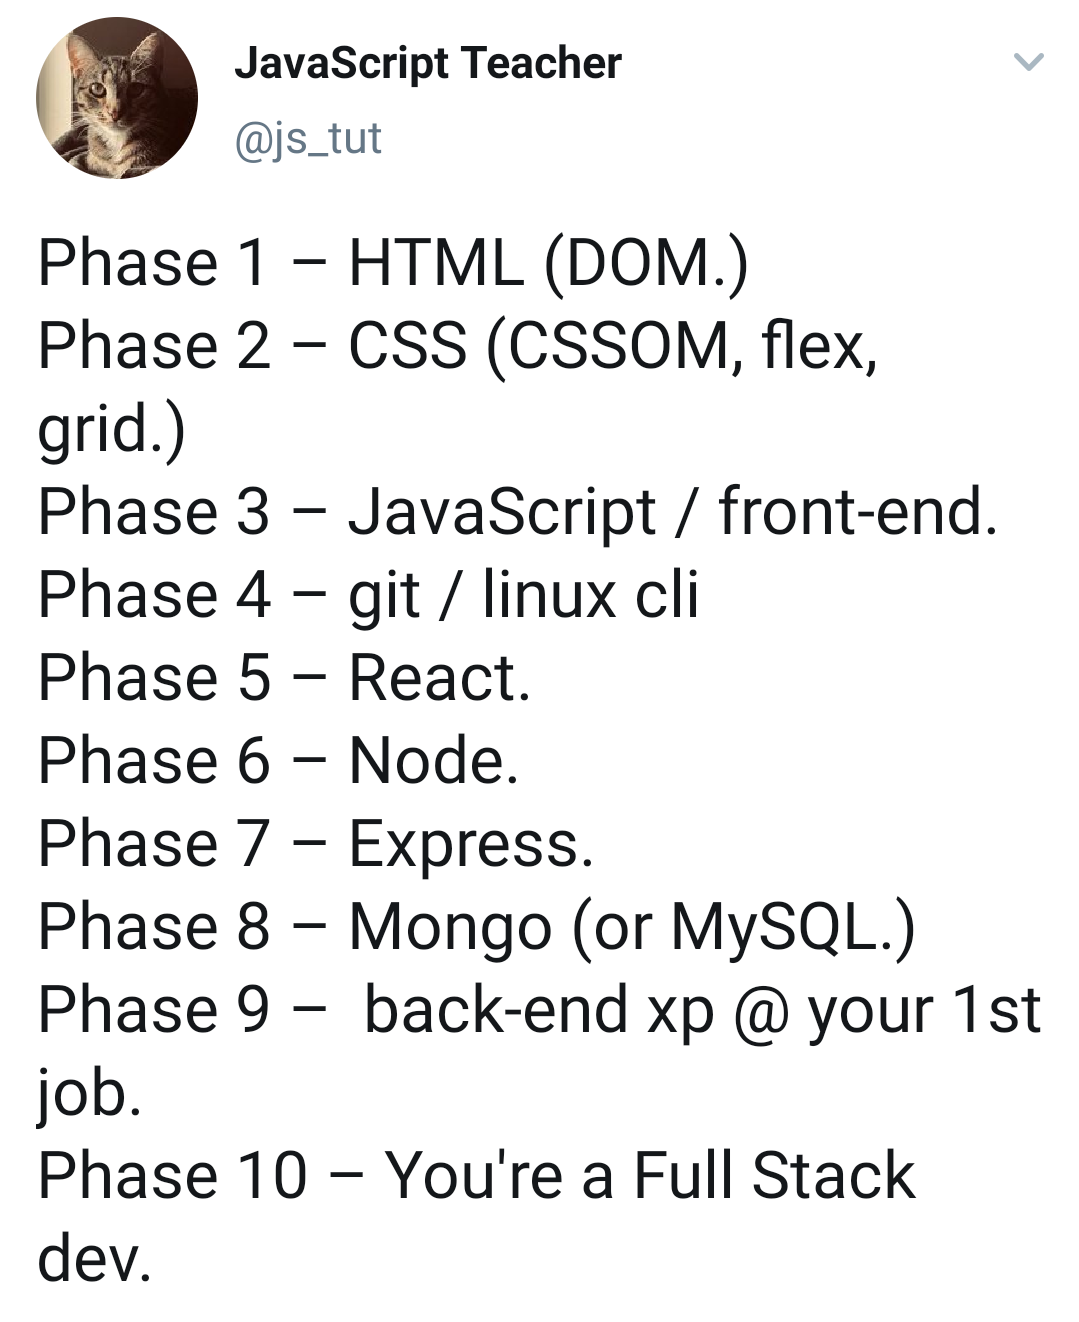 JavaScript Teacher
@js_tut
Phase 1 – HTML (DOM.)
Phase 2 – CSS (CSSOM, flex,
grid.)
Phase 3 – JavaScript / front-end.
Phase 4 – git / linux cli
Phase 5 – React.
Phase 6 – Node.
Phase 7 – Express.
Phase 8 – Mongo (or MySQL.)
Phase 9 –  back-end xp @ your 1st
job.
Phase 10 – You're a Full Stack
dev.